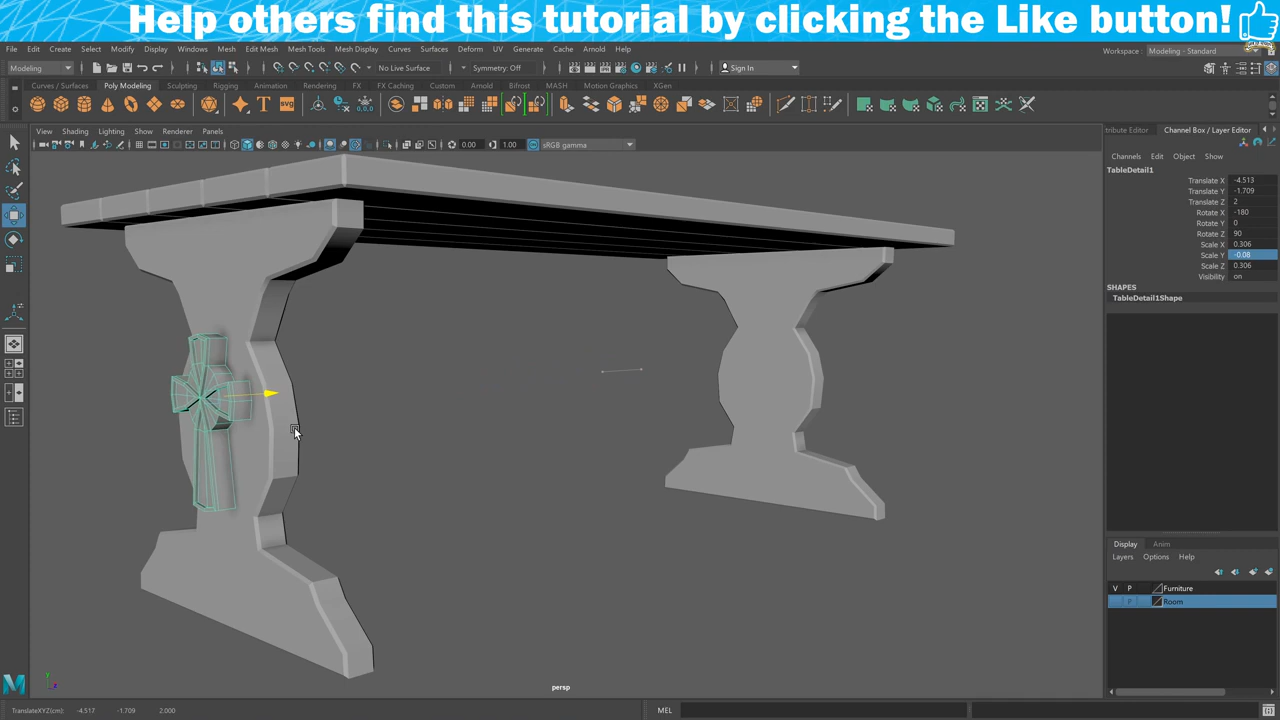 Help others find this tutorial by clicking the Like button!
File Edit Create Select Modify Display Windows Mesh Edit Mesh Mesh Tools Mesh Display Curves Surfaces Deform UV Generate Cache Arnold Help
Workspace : Modeling - Standard
Modeling No Live Surface Symmetry: Off Sign In
Curves / Surfaces Poly Modeling Sculpting Rigging Animation Rendering FX FX Caching Custom Arnold Bifrost MASH Motion Graphics XGen
View Shading Lighting Show Renderer Panels
0.00 1.00 sRGB gamma
Channel Box / Layer Editor
Channels Edit Object Show
TableDetail1
Translate X -4.513
Translate Y -1.709
Translate Z 2
Rotate X -180
Rotate Y 0
Rotate Z 90
Scale X 0.306
Scale Y -0.08
Scale Z 0.306
Visibility on
SHAPES
TableDetail1Shape
Display Anim
Layers Options Help
V P Furniture
P Room
persp
TranslateXYZ(cm): -4.517 -1.709 2.000
MEL